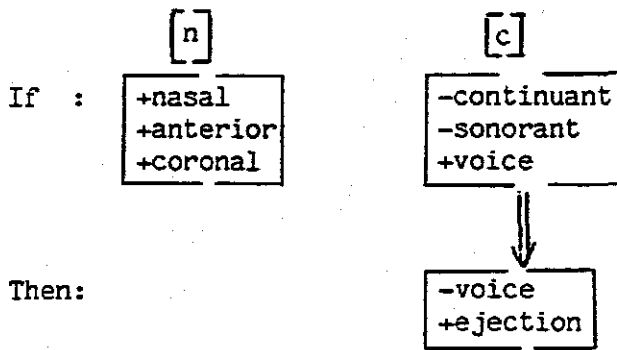 [n] [c]
If : +nasal -continuant
+anterior -sonorant
+coronal +voice
Then: -voice
+ejection